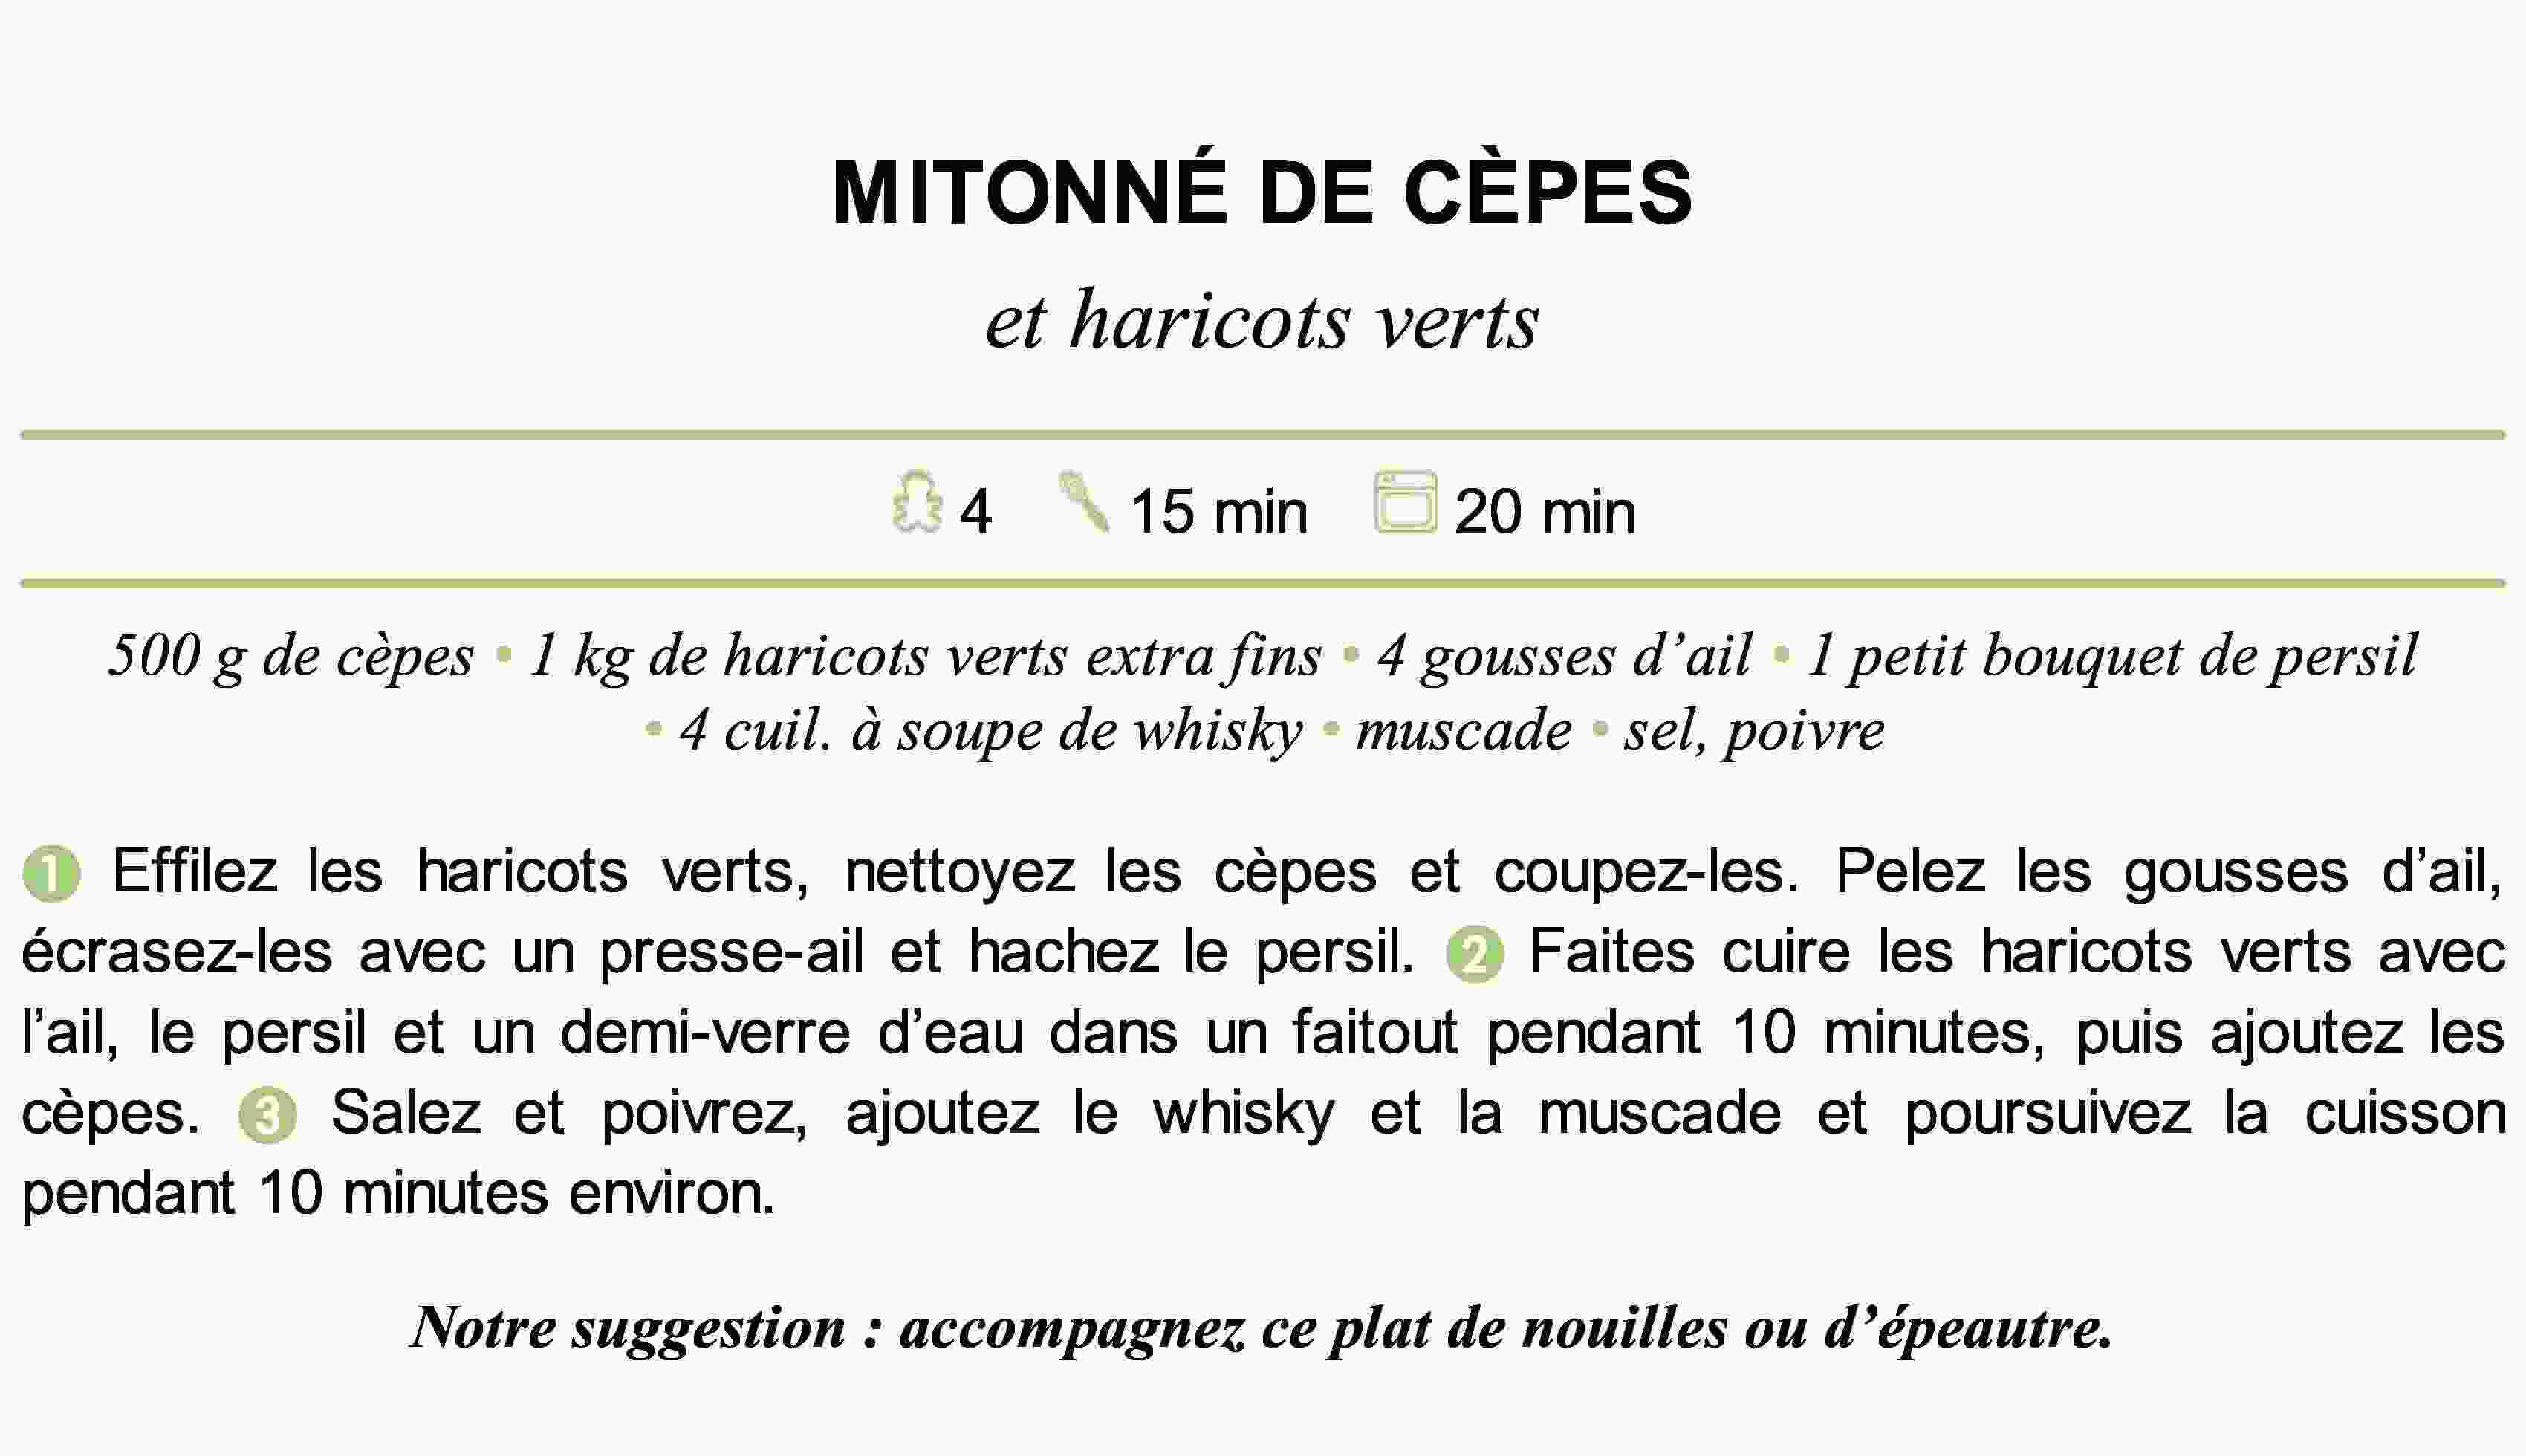 MITONNÉ DE CÈPES
et haricots verts
4 15 min 20 min
500 g de cèpes • 1 kg de haricots verts extra fins • 4 gousses d’ail • 1 petit bouquet de persil
• 4 cuil. à soupe de whisky • muscade • sel, poivre
1 Effilez les haricots verts, nettoyez les cèpes et coupez-les. Pelez les gousses d’ail,
écrasez-les avec un presse-ail et hachez le persil. 2 Faites cuire les haricots verts avec
l’ail, le persil et un demi-verre d’eau dans un faitout pendant 10 minutes, puis ajoutez les
cèpes. 3 Salez et poivrez, ajoutez le whisky et la muscade et poursuivez la cuisson
pendant 10 minutes environ.
Notre suggestion : accompagnez ce plat de nouilles ou d’épeautre.